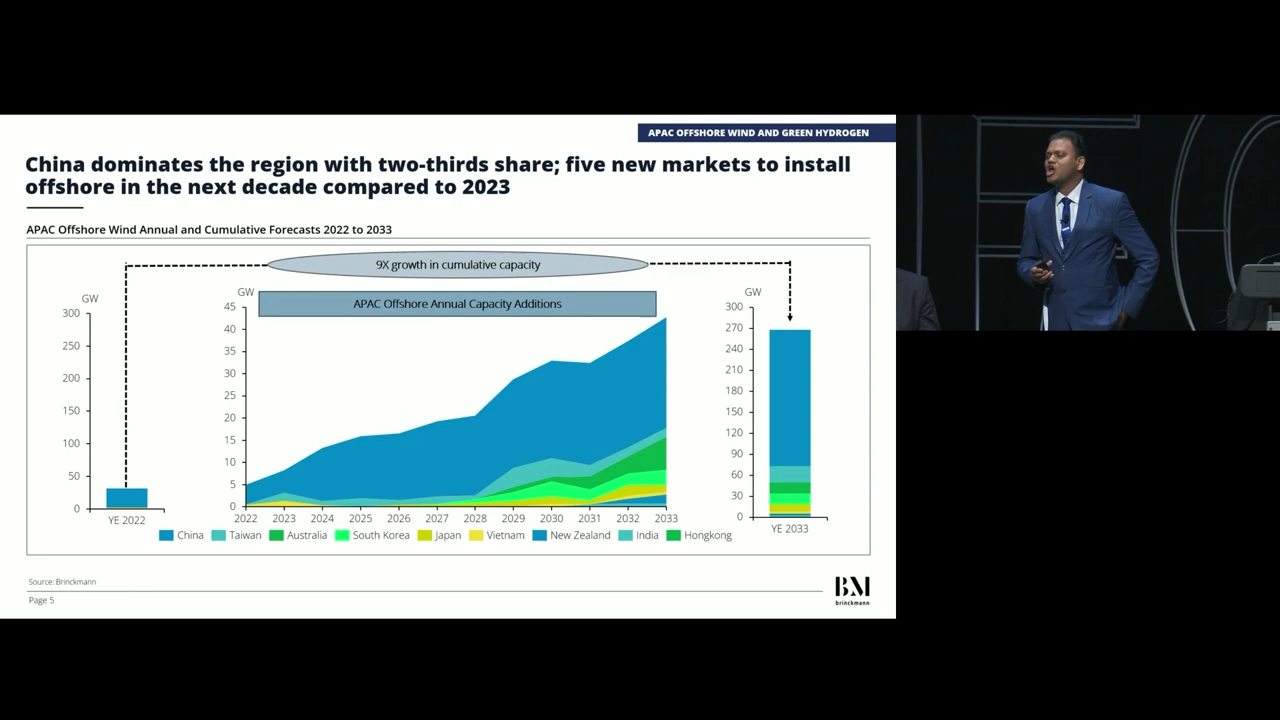 APAC OFFSHORE WIND AND GREEN HYDROGEN
China dominates the region with two-thirds share; five new markets to install
offshore in the next decade compared to 2023
APAC Offshore Wind Annual and Cumulative Forecasts 2022 to 2033
9X growth in cumulative capacity
GW
300
250
200
150
100
50
0
YE 2022
GW
APAC Offshore Annual Capacity Additions
45
40
35
30
25
20
15
10
5
0
2022 2023 2024 2025 2026 2027 2028 2029 2030 2031 2032 2033
GW
300
270
240
210
180
150
120
90
60
30
0
YE 2033
China Taiwan Australia South Korea Japan Vietnam New Zealand India Hongkong
Source: Brinckmann
Page 5
BM
brinckmann